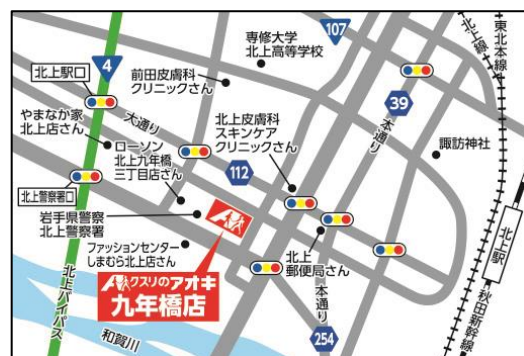 専修大学
北上高等学校
107
北上線
東北本線
北上駅口
4
前田皮膚科
クリニックさん
39
本通り
やまなか家
北上店さん
大通り
ローソン
北上九年橋
三丁目店さん
北上皮膚科
スキンケア
クリニックさん
諏訪神社
112
北上警察署口
岩手県警察
北上警察署
北上駅
ファッションセンター
しまむら北上店さん
北上
郵便局さん
クスリのアオキ
九年橋店
本通り
北上バイパス
和賀川
254
秋田新幹線